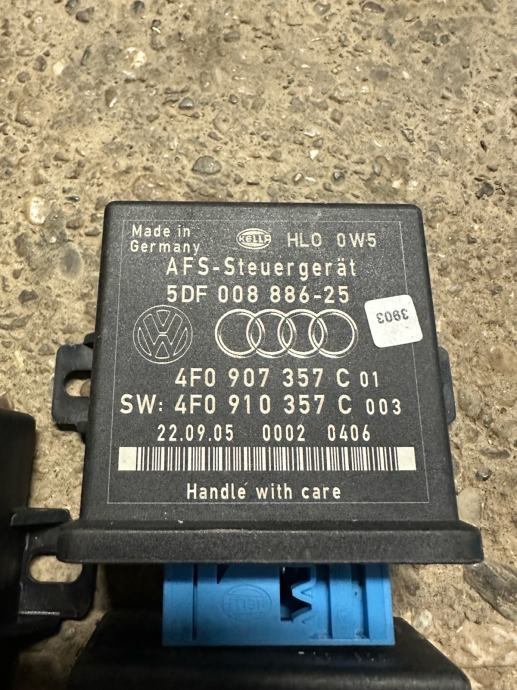 Made in
Germany
HELLA
HLO 0W5
AFS-Steuergerät
5DF 008 886-25
3903
4F0 907 357 C 01
SW: 4F0 910 357 C 003
22.09.05 0002 0406
Handle with care
HELLA